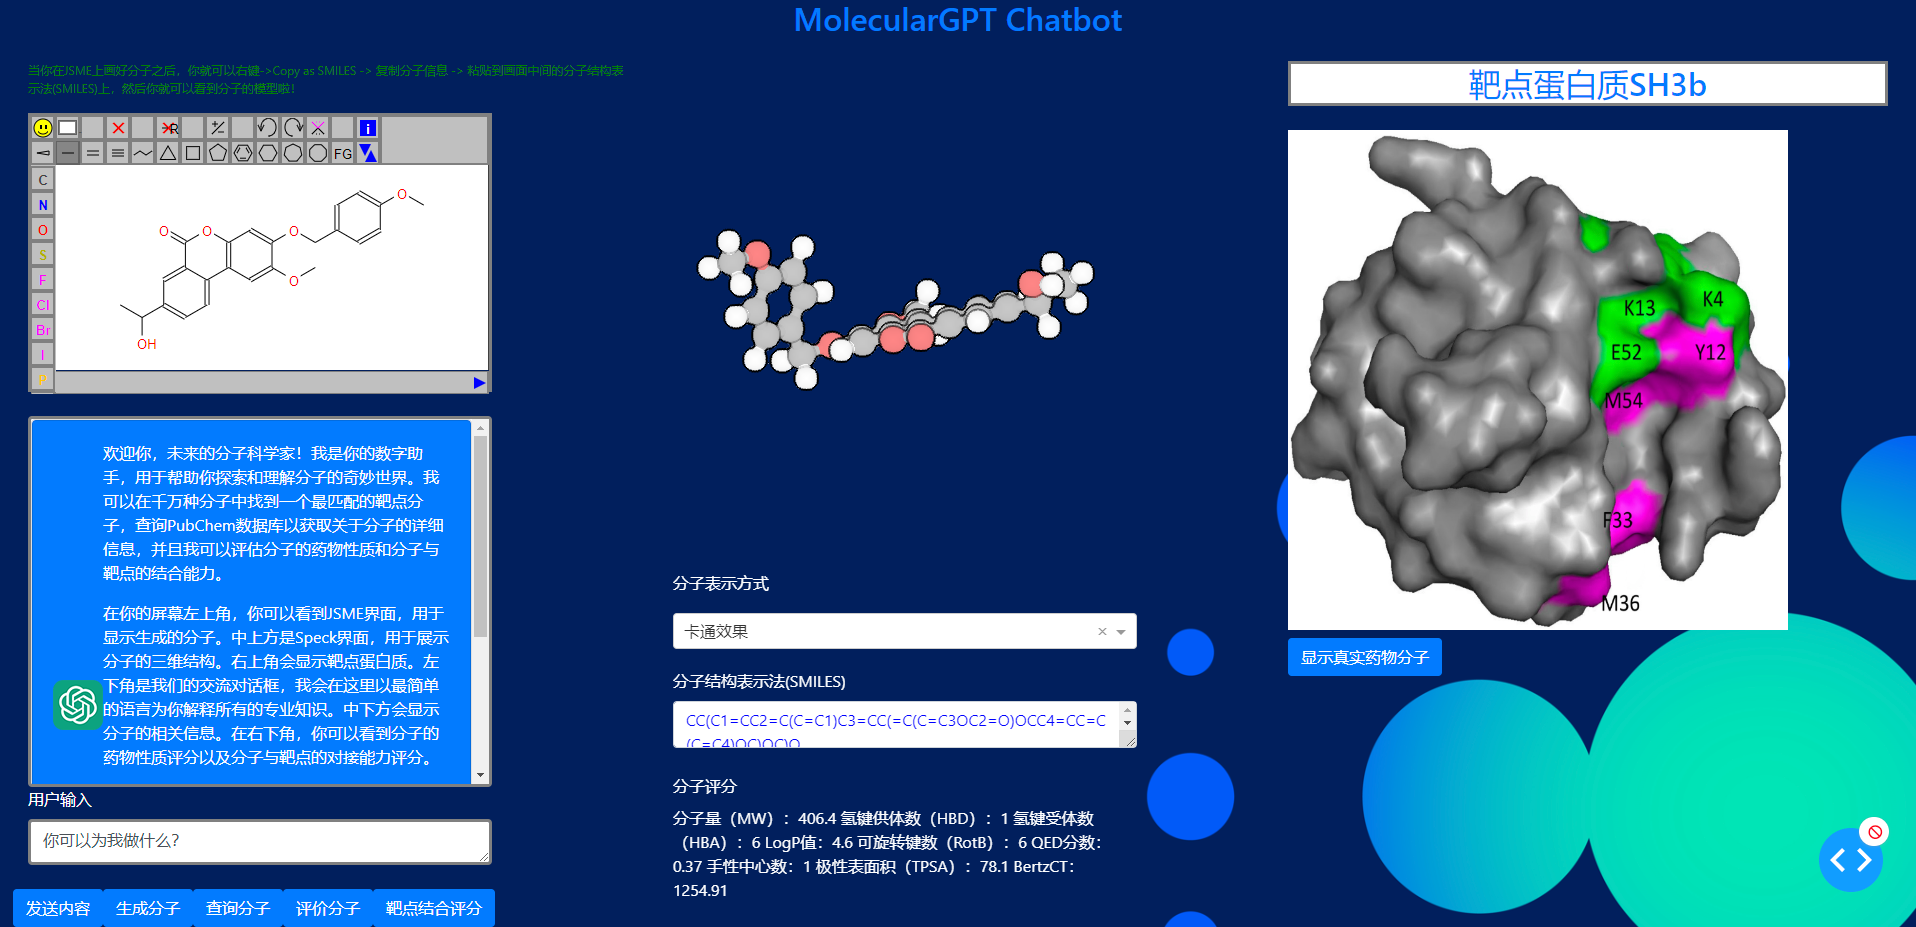 MolecularGPT Chatbot
当你在JSME上画好分子之后，你就可以右键->Copy as SMILES -> 复制分子信息 -> 粘贴到画面中间的分子结构表
示法(SMILES)上，然后你就可以看到分子的模型啦！
R
i
FG
C
N
O
S
F
Cl
Br
I
P
O
O
O
O
O
OH
欢迎你，未来的分子科学家！我是你的数字助
手，用于帮助你探索和理解分子的奇妙世界。我
可以在千万种分子中找到一个最匹配的靶点分
子，查询PubChem数据库以获取关于分子的详细
信息，并且我可以评估分子的药物性质和分子与
靶点的结合能力。
在你的屏幕左上角，你可以看到JSME界面，用于
显示生成的分子。中上方是Speck界面，用于展示
分子的三维结构。右上角会显示靶点蛋白质。左
下角是我们的交流对话框，我会在这里以最简单
的语言为你解释所有的专业知识。中下方会显示
分子的相关信息。在右下角，你可以看到分子的
药物性质评分以及分子与靶点的对接能力评分。
用户输入
你可以为我做什么？
发送内容
生成分子
查询分子
评价分子
靶点结合评分
分子表示方式
卡通效果
分子结构表示法(SMILES)
CC(C1=CC2=C(C=C1)C3=CC(=C(C=C3OC2=O)OCC4=CC=C
(C=C4)OC)OC)O
分子评分
分子量（MW）：406.4 氢键供体数（HBD）：1 氢键受体数
（HBA）：6 LogP值：4.6 可旋转键数（RotB）：6 QED分数：
0.37 手性中心数：1 极性表面积（TPSA）：78.1 BertzCT：
1254.91
靶点蛋白质SH3b
K13
K4
E52
Y12
M54
F33
M36
显示真实药物分子